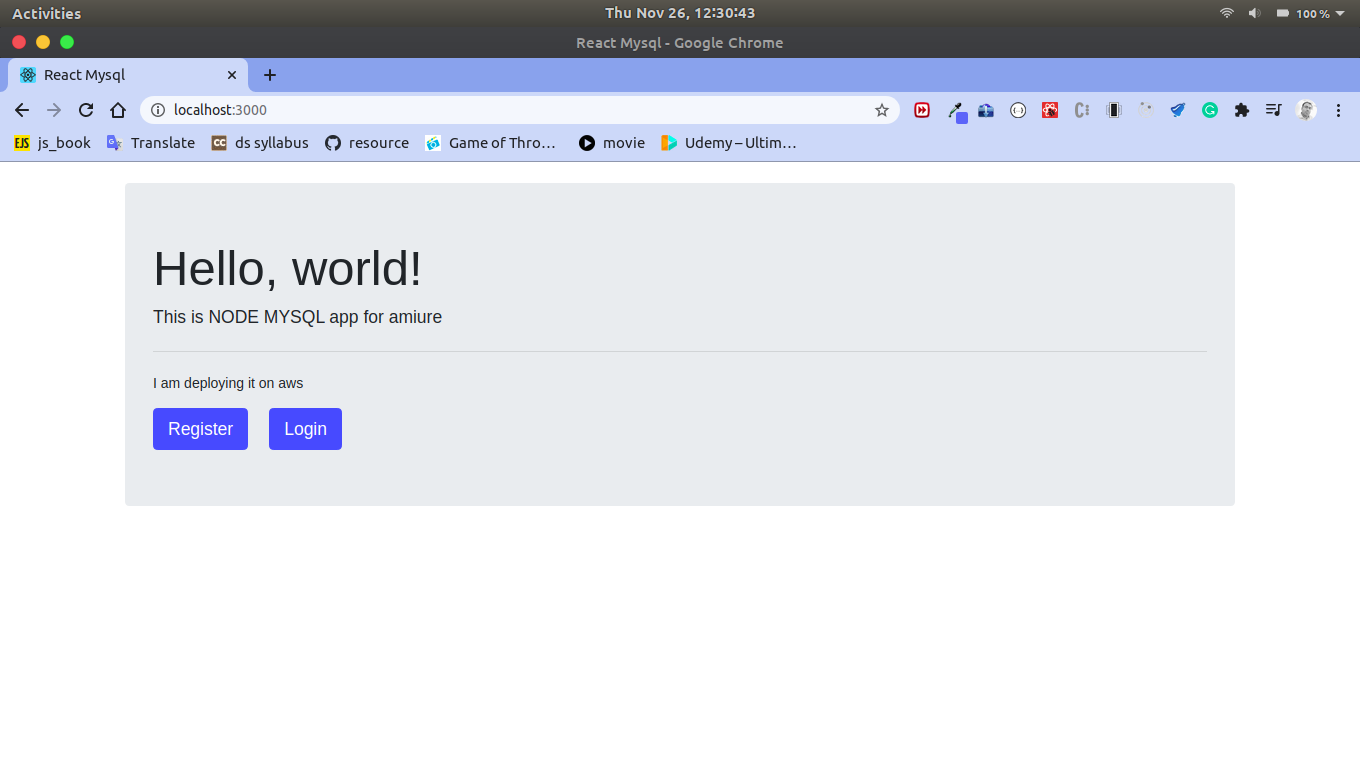 Activities Thu Nov 26, 12:30:43 100 %
React Mysql - Google Chrome
React Mysql
localhost:3000
EJS js_book Translate CC ds syllabus resource Game of Thro… movie Udemy – Ultim…
Hello, world!
This is NODE MYSQL app for amiure
I am deploying it on aws
Register Login